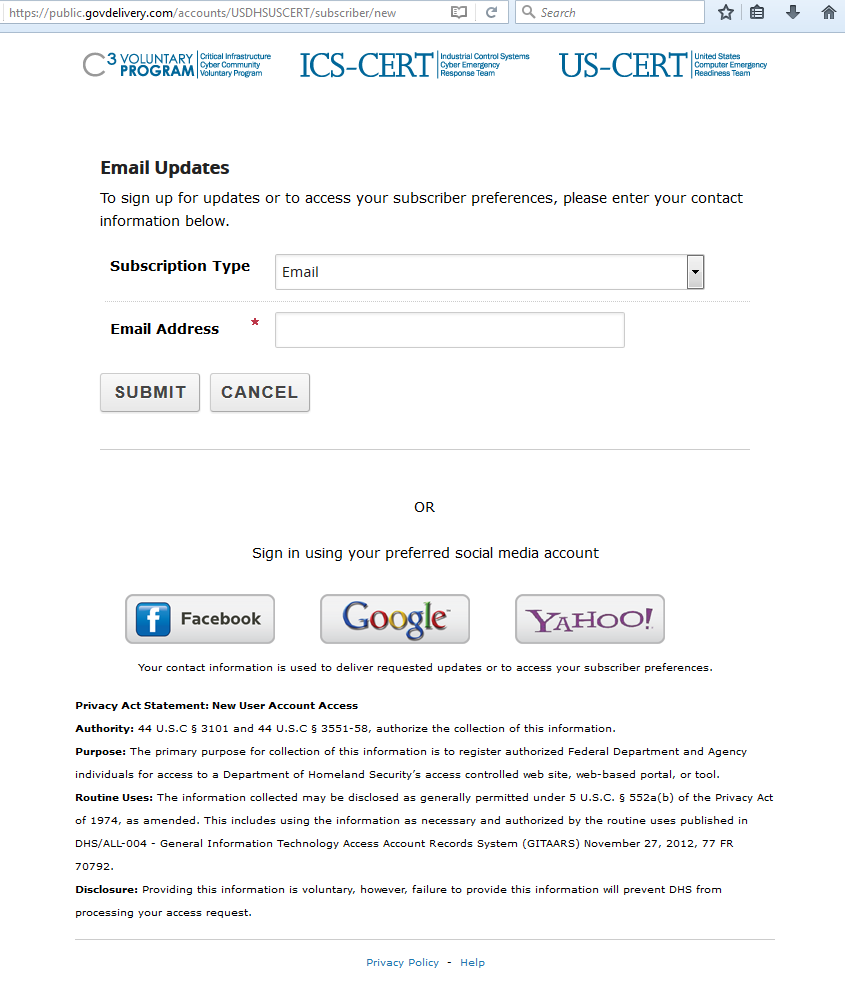 https://public.govdelivery.com/accounts/USDHSUSCERT/subscriber/new
Search
C3 VOLUNTARY PROGRAM Critical Infrastructure Cyber Community Voluntary Program
ICS-CERT Industrial Control Systems Cyber Emergency Response Team
US-CERT United States Computer Emergency Readiness Team
Email Updates
To sign up for updates or to access your subscriber preferences, please enter your contact
information below.
Subscription Type
Email
Email Address *
SUBMIT CANCEL
OR
Sign in using your preferred social media account
f Facebook Google™ YAHOO!
Your contact information is used to deliver requested updates or to access your subscriber preferences.
Privacy Act Statement: New User Account Access
Authority: 44 U.S.C § 3101 and 44 U.S.C § 3551-58, authorize the collection of this information.
Purpose: The primary purpose for collection of this information is to register authorized Federal Department and Agency
individuals for access to a Department of Homeland Security’s access controlled web site, web-based portal, or tool.
Routine Uses: The information collected may be disclosed as generally permitted under 5 U.S.C. § 552a(b) of the Privacy Act
of 1974, as amended. This includes using the information as necessary and authorized by the routine uses published in
DHS/ALL-004 - General Information Technology Access Account Records System (GITAARS) November 27, 2012, 77 FR
70792.
Disclosure: Providing this information is voluntary, however, failure to provide this information will prevent DHS from
processing your access request.
Privacy Policy - Help